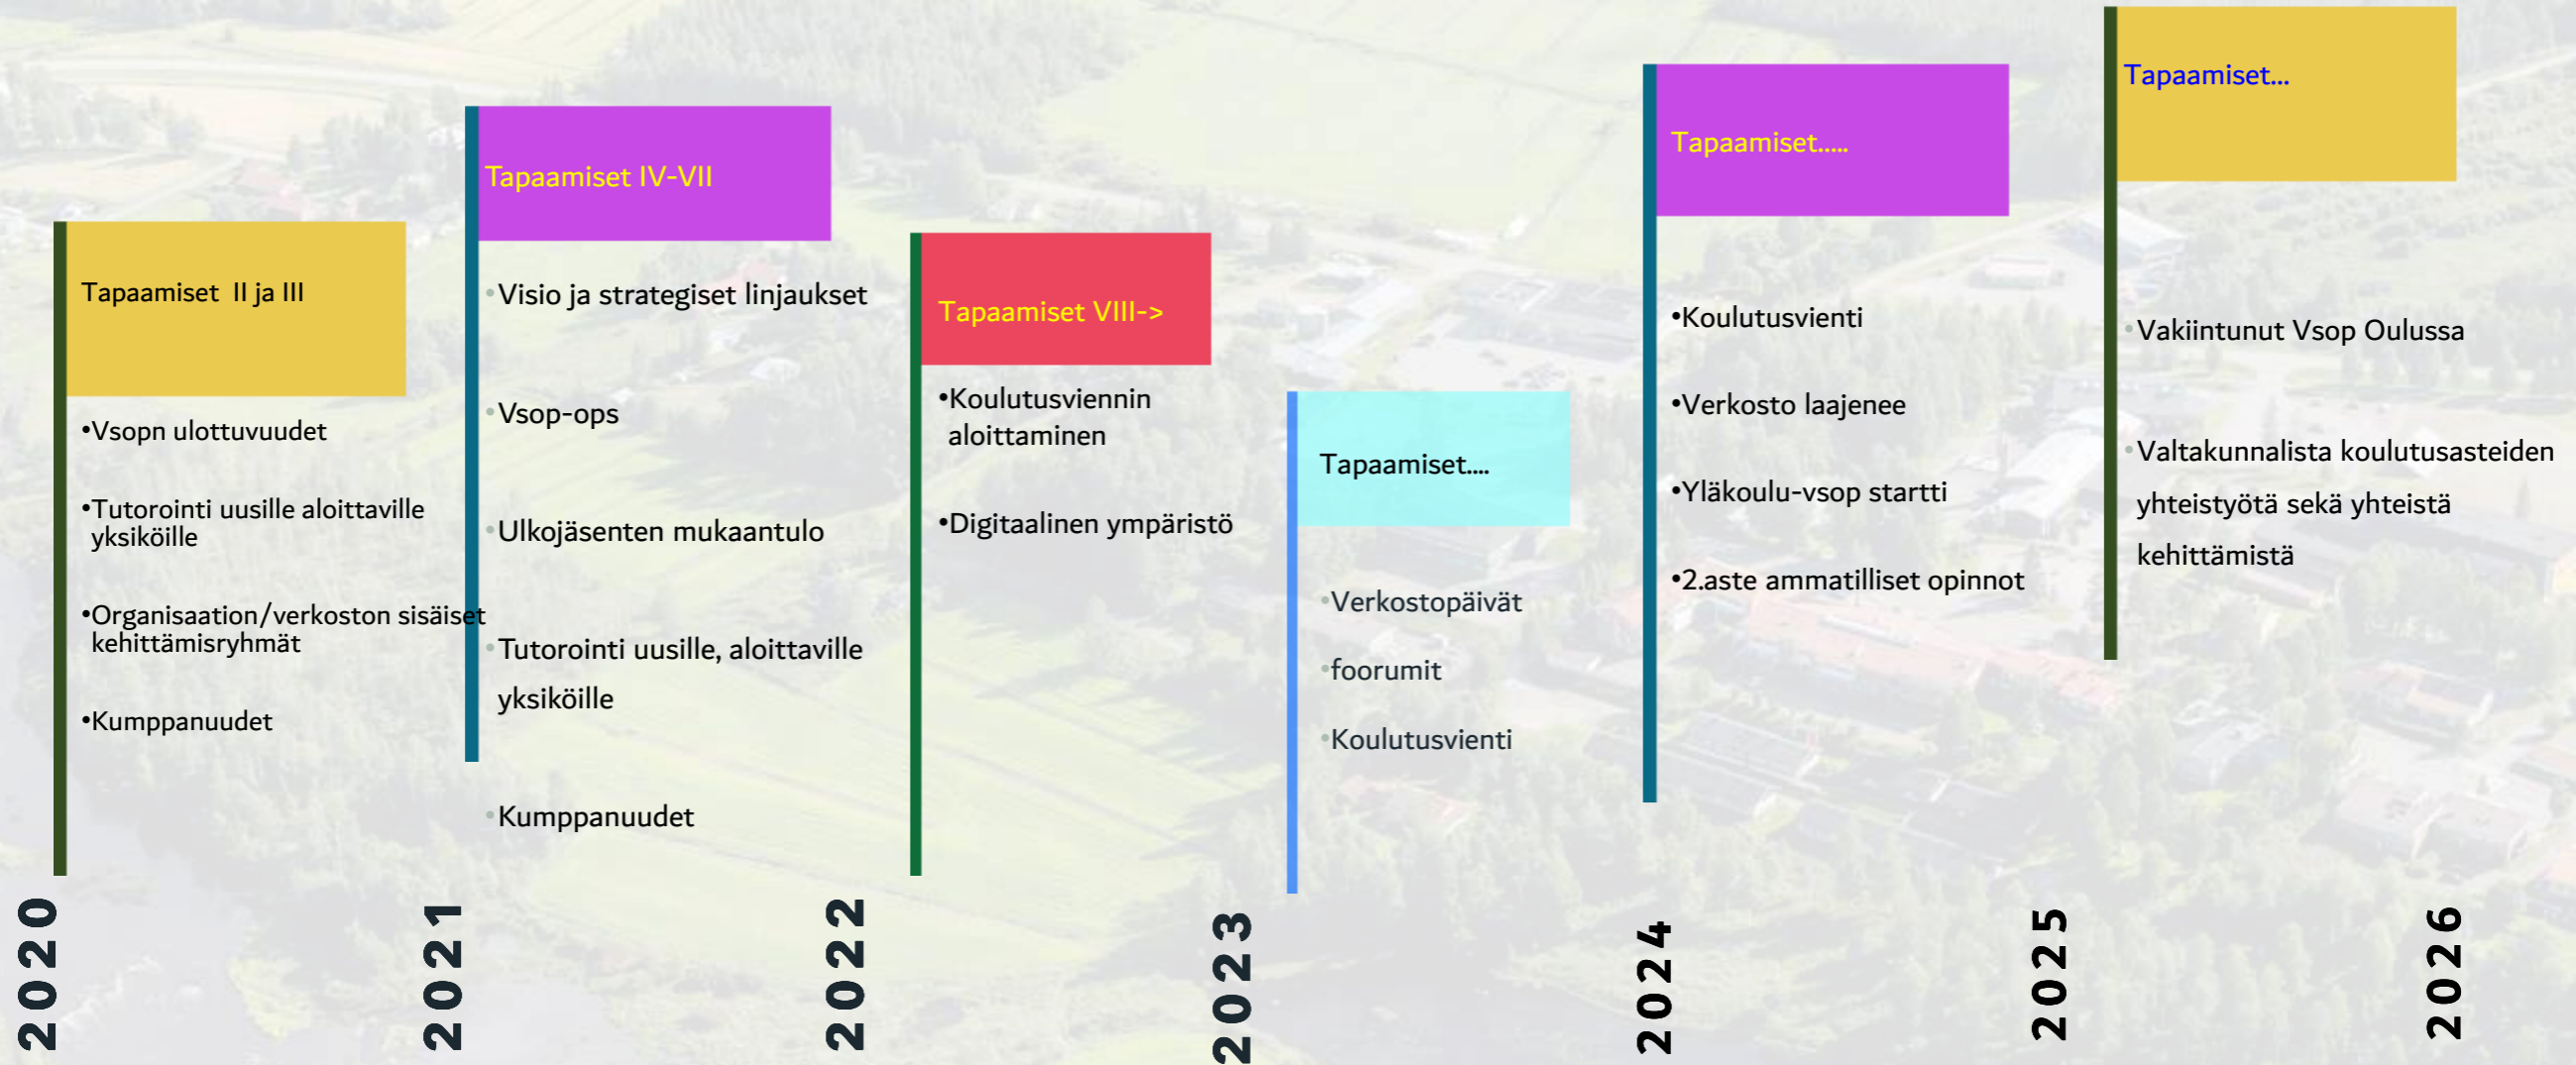 Tapaamiset II ja III
•Vsopn ulottuvuudet
•Tutorointi uusille aloittaville
yksiköille
•Organisaation/verkoston sisäiset
kehittämisryhmät
•Kumppanuudet
2020
Tapaamiset IV-VII
•Visio ja strategiset linjaukset
•Vsop-ops
•Ulkojäsenten mukaantulo
•Tutorointi uusille, aloittaville
yksiköille
•Kumppanuudet
2021
Tapaamiset VIII->
•Koulutusviennin
aloittaminen
•Digitaalinen ympäristö
2022
Tapaamiset....
•Verkostopäivät
•foorumit
•Koulutusvienti
2023
Tapaamiset.....
•Koulutusvienti
•Verkosto laajenee
•Yläkoulu-vsop startti
•2.aste ammatilliset opinnot
2024
Tapaamiset...
•Vakiintunut Vsop Oulussa
•Valtakunnalista koulutusasteiden
yhteistyötä sekä yhteistä
kehittämistä
2025
2026